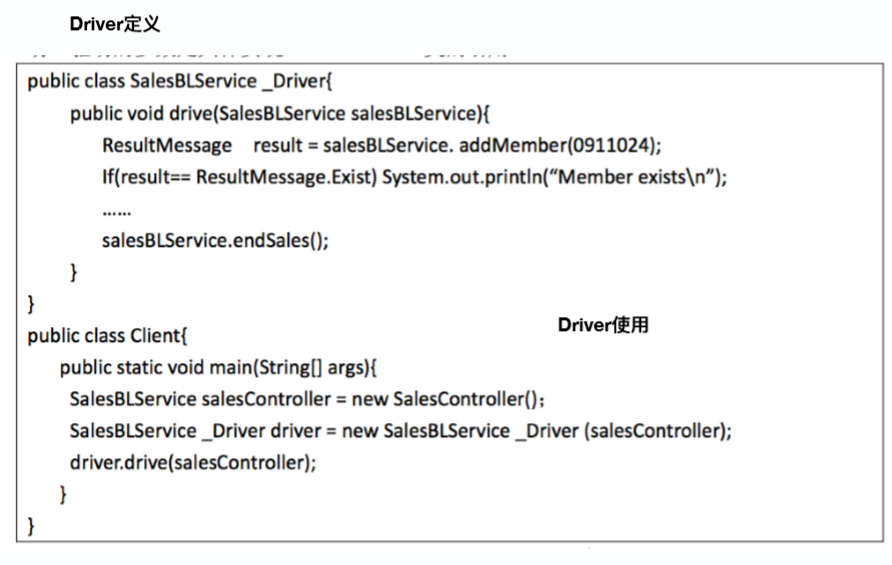 Driver定义
public class SalesBLService _Driver{
public void drive(SalesBLService salesBLService){
ResultMessage result = salesBLService. addMember(0911024);
If(result== ResultMessage.Exist) System.out.println(“Member exists\n”);
……
salesBLService.endSales();
}
}
Driver使用
public class Client{
public static void main(String[] args){
SalesBLService salesController = new SalesController();
SalesBLService _Driver driver = new SalesBLService _Driver (salesController);
driver.drive(salesController);
}
}